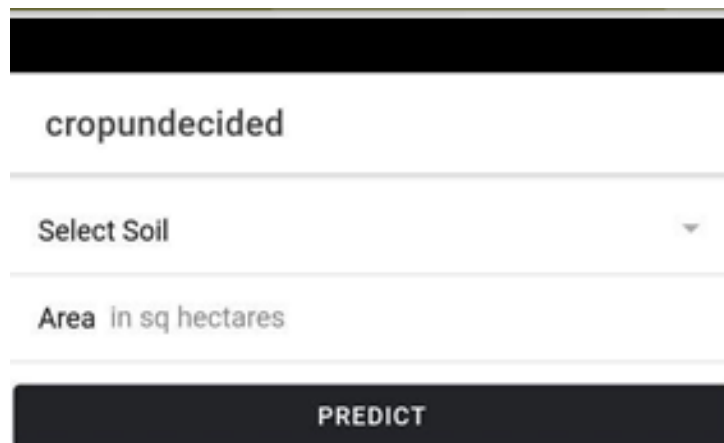 cropundecided
Select Soil
Area in sq hectares
PREDICT